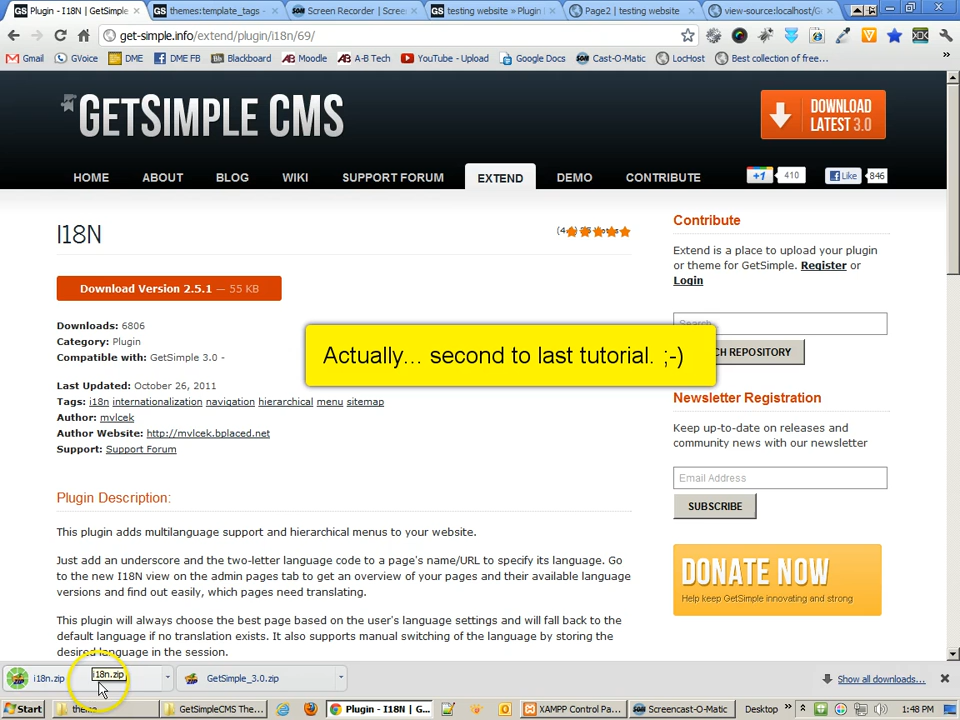 GS Plugin - I18N | GetSimple
GS themes:template_tags -
Screen Recorder | Screen
GS testing website » Plugin
Page2 | testing website
view-source:localhost/G
get-simple.info/extend/plugin/i18n/69/
Gmail
GVoice
DME
DME FB
Blackboard
Moodle
A-B Tech
YouTube - Upload
Google Docs
Cast-O-Matic
LocHost
Best collection of free...
GETSIMPLE CMS
DOWNLOAD
LATEST 3.0
HOME
ABOUT
BLOG
WIKI
SUPPORT FORUM
EXTEND
DEMO
CONTRIBUTE
+1
410
Like
846
I18N
Download Version 2.5.1 — 55 KB
Downloads: 6806
Category: Plugin
Compatible with: GetSimple 3.0 -
Last Updated: October 26, 2011
Tags: i18n internationalization navigation hierarchical menu sitemap
Author: mvlcek
Author Website: http://mvlcek.bplaced.net
Support: Support Forum
Actually... second to last tutorial. ;-)
Plugin Description:
This plugin adds multilanguage support and hierarchical menus to your website.
Just add an underscore and the two-letter language code to a page's name/URL to specify its language. Go
to the new I18N view on the admin pages tab to get an overview of your pages and their available language
versions and find out easily, which pages need translating.
This plugin will always choose the best page based on the user's language settings and will fall back to the
default language if no translation exists. It also supports manual switching of the language by storing the
desired language in the session.
Contribute
Extend is a place to upload your plugin
or theme for GetSimple. Register or
Login
Search
CH REPOSITORY
Newsletter Registration
Keep up-to-date on releases and
community news with our newsletter
Email Address
SUBSCRIBE
DONATE NOW
Help keep GetSimple innovating and strong
i18n.zip
i18n.zip
GetSimple_3.0.zip
Show all downloads...
Start
theme
GetSimpleCMS The...
Plugin - I18N | G...
XAMPP Control Pa...
Screencast-O-Matic
Desktop
1:48 PM